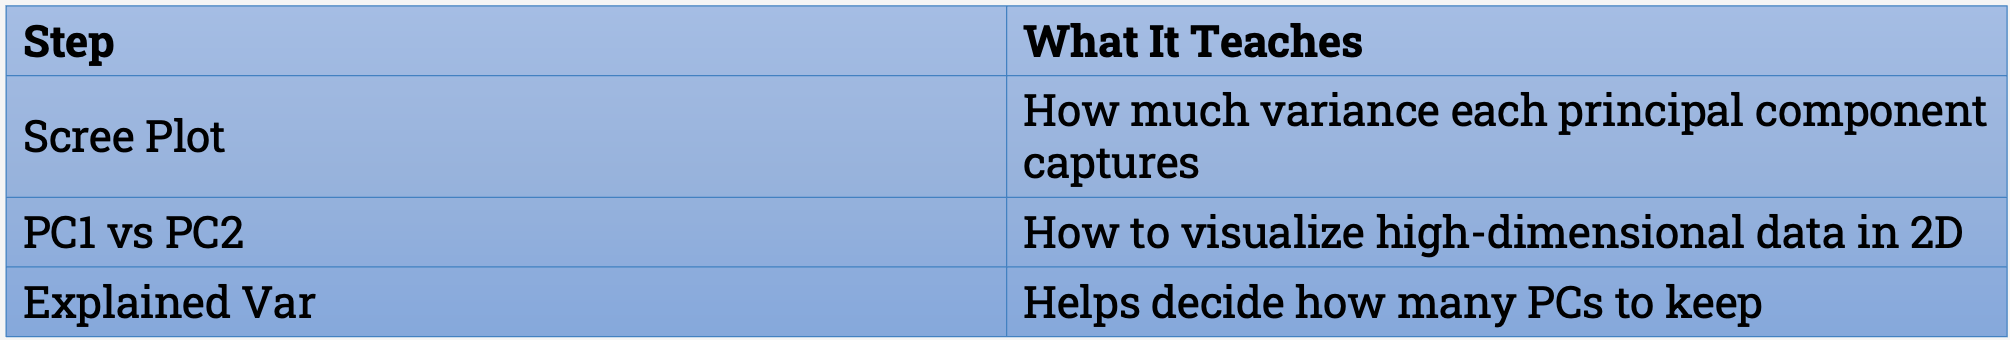 Step
What It Teaches
Scree Plot
How much variance each principal component
captures
PC1 vs PC2
How to visualize high-dimensional data in 2D
Explained Var
Helps decide how many PCs to keep